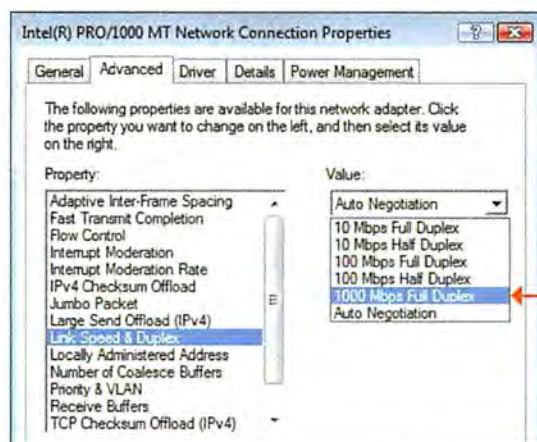 Intel(R) PRO/1000 MT Network Connection Properties
General Advanced Driver Details Power Management
The following properties are available for this network adapter. Click
the property you want to change on the left, and then select its value
on the right.
Property:
Adaptive Inter-Frame Spacing
Fast Transmit Completion
Flow Control
Interrupt Moderation
Interrupt Moderation Rate
IPv4 Checksum Offload
Jumbo Packet
Large Send Offload (IPv4)
Link Speed & Duplex
Locally Administered Address
Number of Coalesce Buffers
Priority & VLAN
Receive Buffers
TCP Checksum Offload (IPv4)
Value:
Auto Negotiation
10 Mbps Full Duplex
10 Mbps Half Duplex
100 Mbps Full Duplex
100 Mbps Half Duplex
1000 Mbps Full Duplex
Auto Negotiation